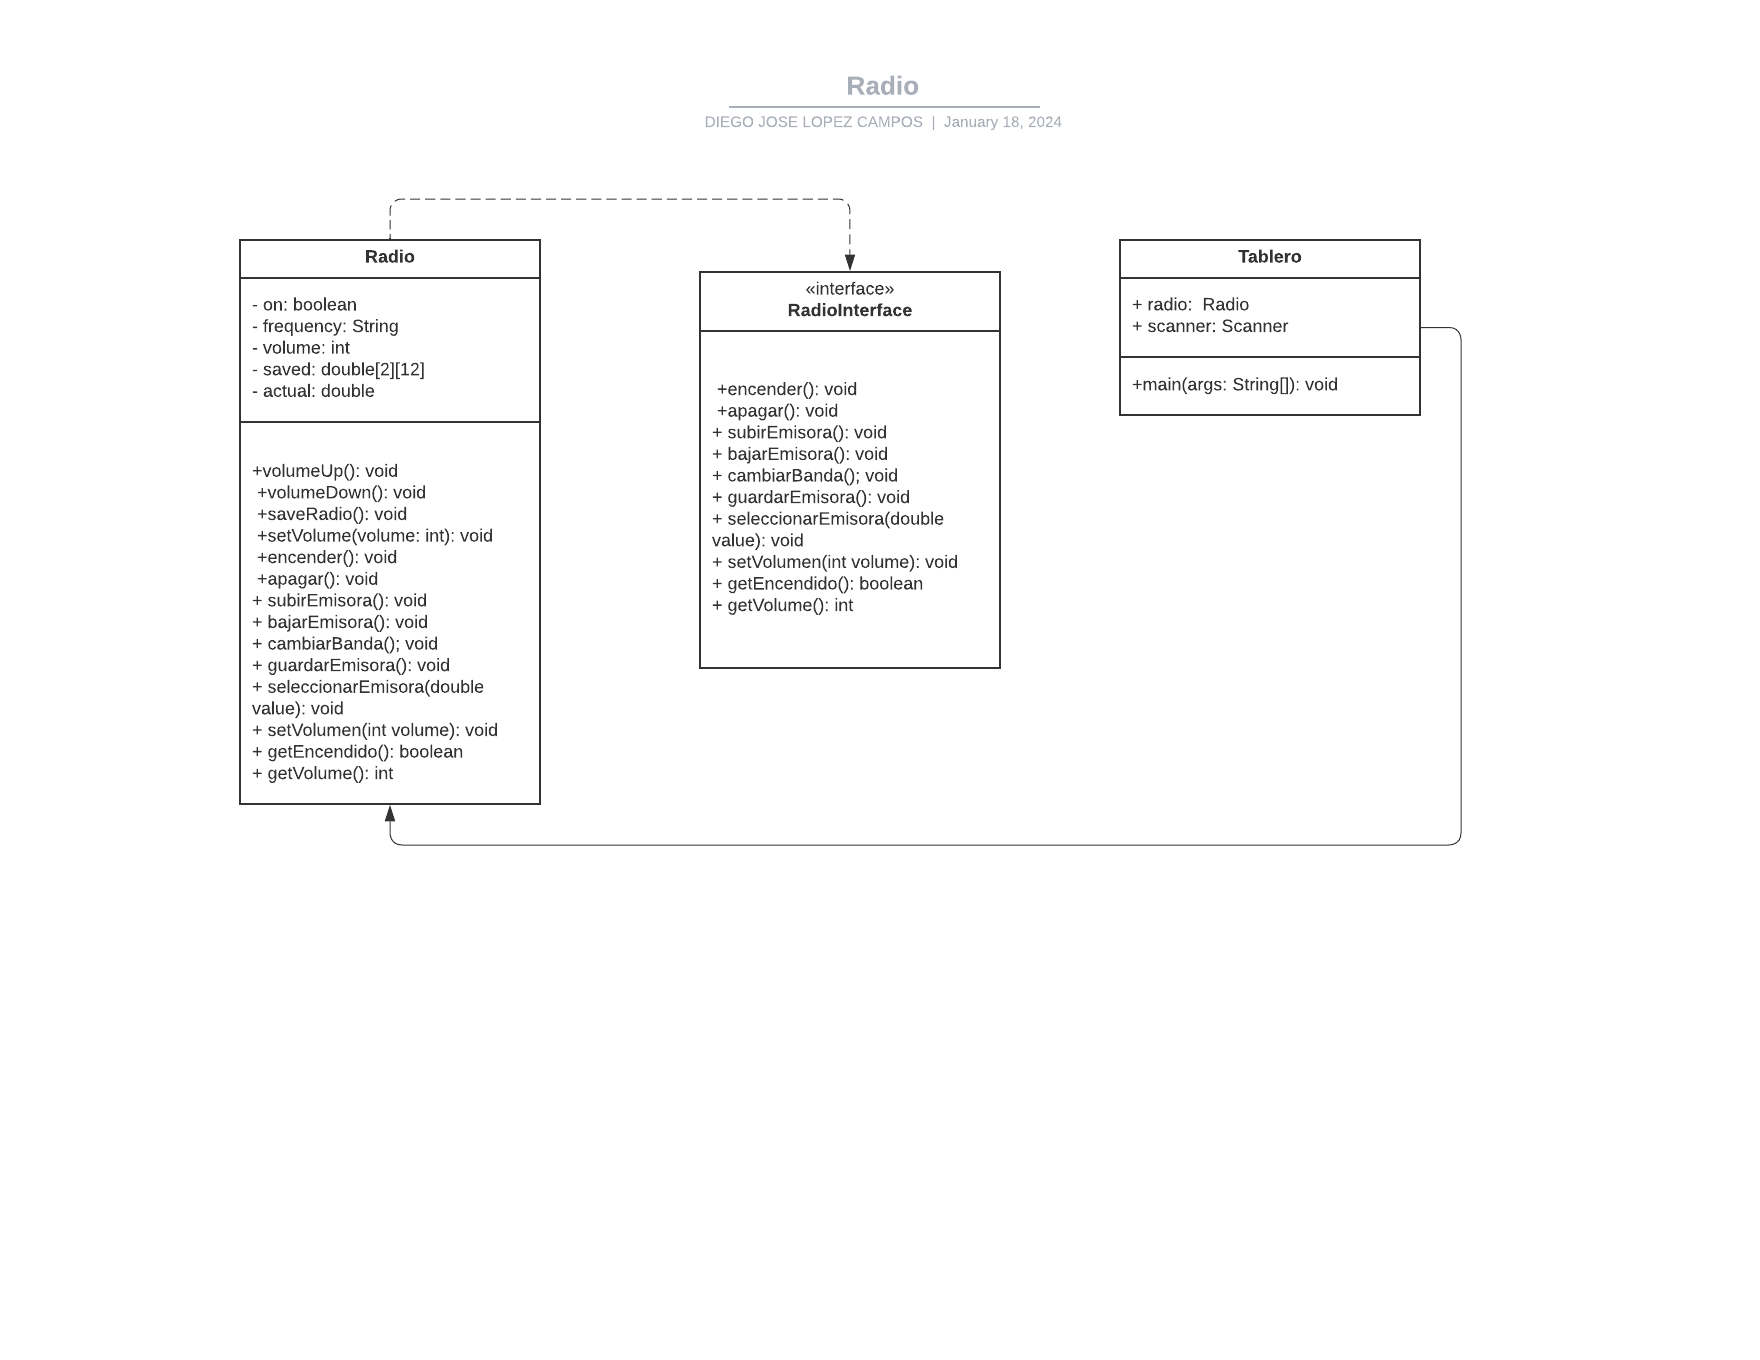 Radio
DIEGO JOSE LOPEZ CAMPOS | January 18, 2024
Radio
- on: boolean
- frequency: String
- volume: int
- saved: double[2][12]
- actual: double
+volumeUp(): void
+volumeDown(): void
+saveRadio(): void
+setVolume(volume: int): void
+encender(): void
+apagar(): void
+ subirEmisora(): void
+ bajarEmisora(): void
+ cambiarBanda(); void
+ guardarEmisora(): void
+ seleccionarEmisora(double
value): void
+ setVolumen(int volume): void
+ getEncendido(): boolean
+ getVolume(): int
«interface»
RadioInterface
+encender(): void
+apagar(): void
+ subirEmisora(): void
+ bajarEmisora(): void
+ cambiarBanda(); void
+ guardarEmisora(): void
+ seleccionarEmisora(double
value): void
+ setVolumen(int volume): void
+ getEncendido(): boolean
+ getVolume(): int
Tablero
+ radio:  Radio
+ scanner: Scanner
+main(args: String[]): void